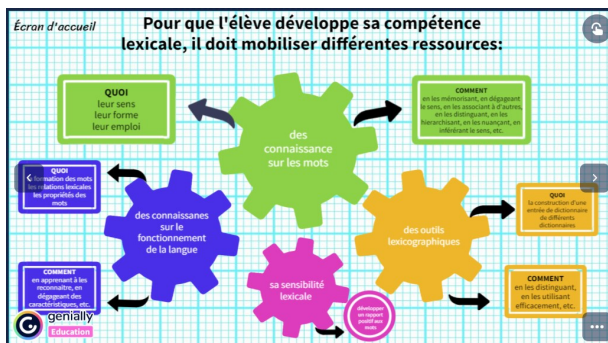 Écran d'accueil
Pour que l'élève développe sa compétence
lexicale, il doit mobiliser différentes ressources:
QUOI
leur sens
leur forme
leur emploi
des
connaissance
sur les mots
COMMENT
en les mémorisant, en dégageant
le sens, en les associant à d'autres,
en les distinguant, en les
hierarchisant, en les nuançant, en
inférant le sens, etc.
QUOI
formation des mots
les relations lexicales
les propriétés des
mots
des connaisanes
sur le
fonctionnement
de la langue
COMMENT
en apprenant à les
reconnaitre, en
dégageant des
caractéristiques, etc.
sa sensibilité
lexicale
développer
un rapport
positif aux
mots
des outils
lexicographiques
QUOI
la construction d'une
entrée de dictionnaire
de différents
dictionnaires
COMMENT
en les distinguant,
en les utilisant
efficacement, etc.
genially
Education